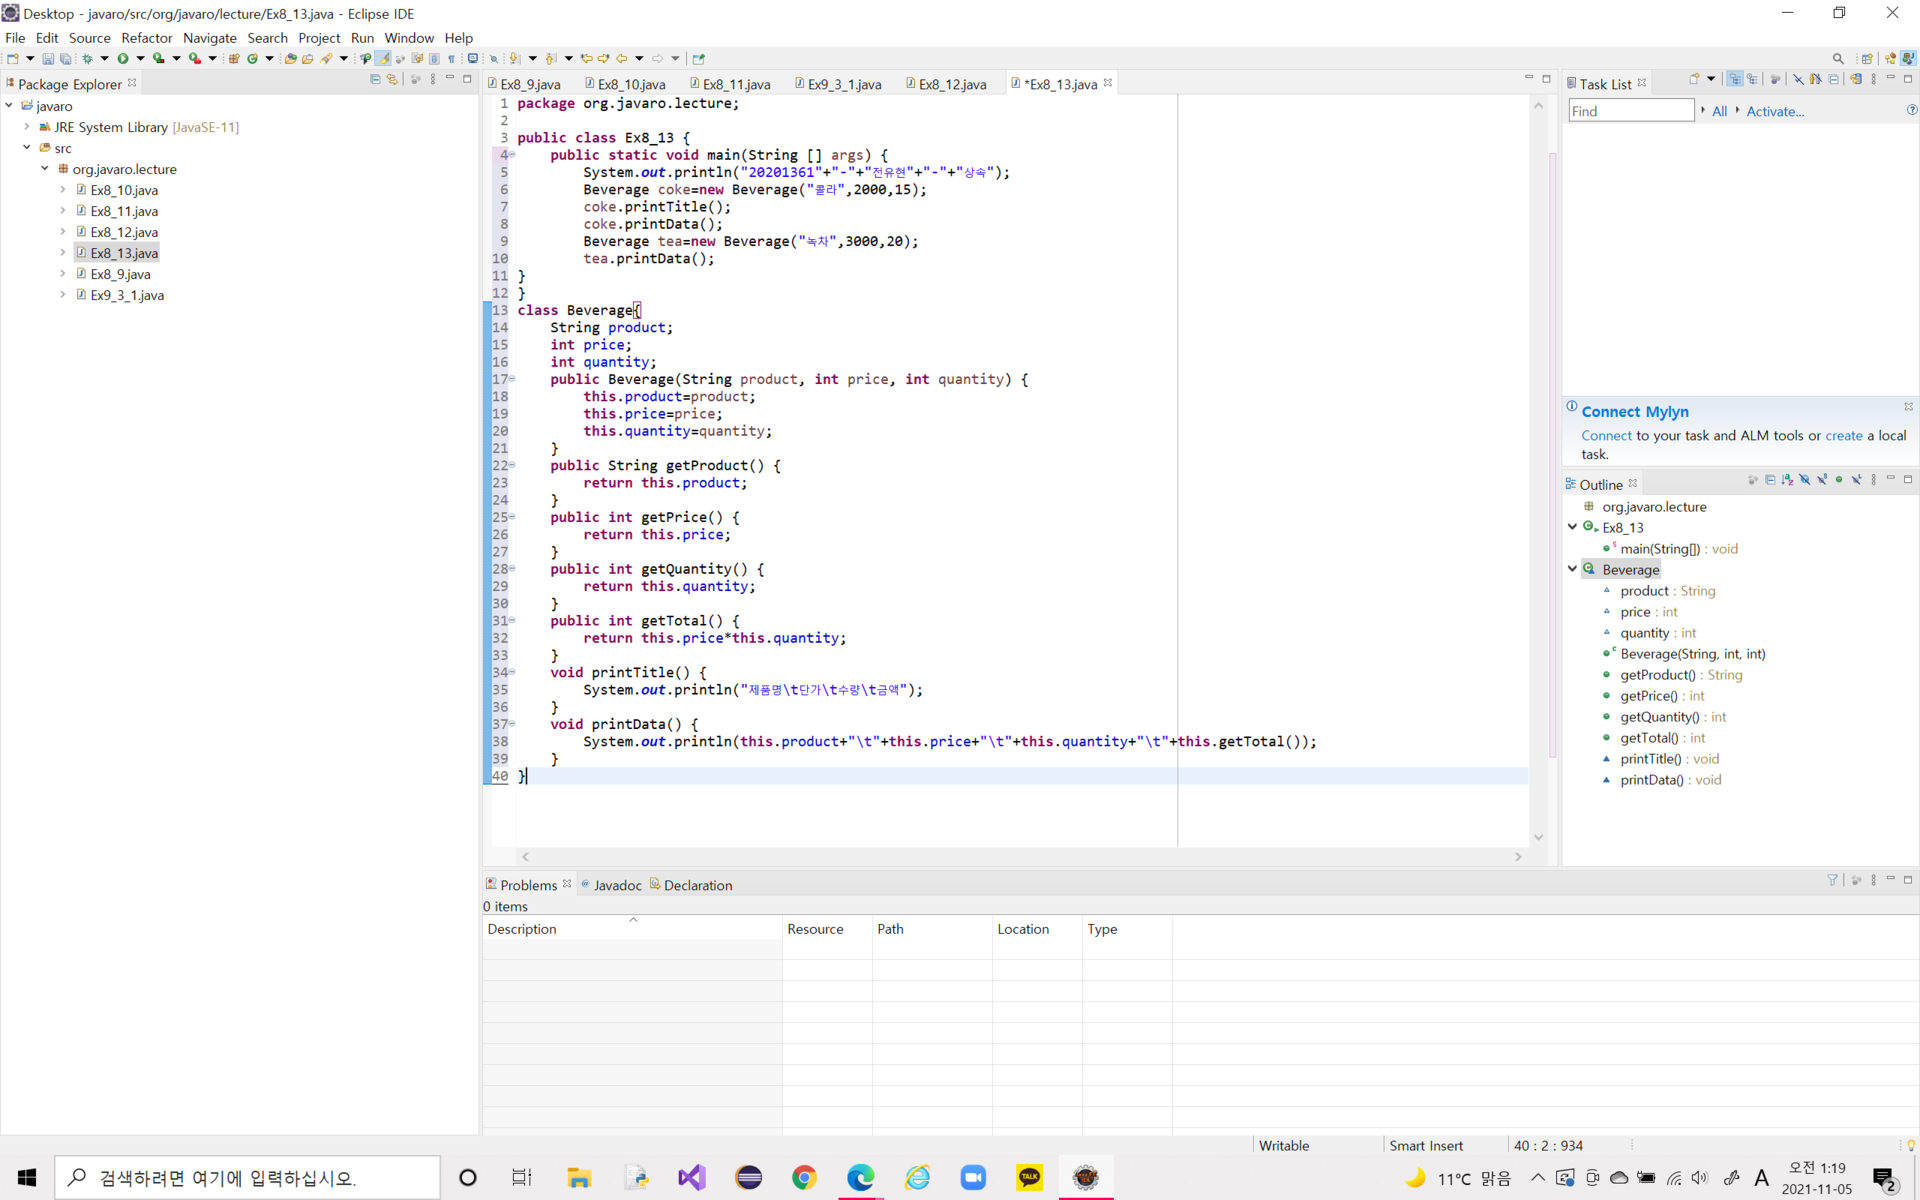 Desktop - javaro/src/org/javaro/lecture/Ex8_13.java - Eclipse IDE
File Edit Source Refactor Navigate Search Project Run Window Help
Package Explorer
javaro
JRE System Library [JavaSE-11]
src
org.javaro.lecture
Ex8_10.java
Ex8_11.java
Ex8_12.java
Ex8_13.java
Ex8_9.java
Ex9_3_1.java
Ex8_9.java Ex8_10.java Ex8_11.java Ex9_3_1.java Ex8_12.java *Ex8_13.java
1 package org.javaro.lecture;
2
3 public class Ex8_13 {
4 public static void main(String [] args) {
5 System.out.println("20201361"+"-"+"전유현"+"-"+"상속");
6 Beverage coke=new Beverage("콜라",2000,15);
7 coke.printTitle();
8 coke.printData();
9 Beverage tea=new Beverage("녹차",3000,20);
10 tea.printData();
11 }
12 }
13 class Beverage{
14 String product;
15 int price;
16 int quantity;
17 public Beverage(String product, int price, int quantity) {
18 this.product=product;
19 this.price=price;
20 this.quantity=quantity;
21 }
22 public String getProduct() {
23 return this.product;
24 }
25 public int getPrice() {
26 return this.price;
27 }
28 public int getQuantity() {
29 return this.quantity;
30 }
31 public int getTotal() {
32 return this.price*this.quantity;
33 }
34 void printTitle() {
35 System.out.println("제품명\t단가\t수량\t금액");
36 }
37 void printData() {
38 System.out.println(this.product+"\t"+this.price+"\t"+this.quantity+"\t"+this.getTotal());
39 }
40 }
Task List
Find All Activate...
Connect Mylyn
Connect to your task and ALM tools or create a local
task.
Outline
org.javaro.lecture
Ex8_13
main(String[]) : void
Beverage
product : String
price : int
quantity : int
Beverage(String, int, int)
getProduct() : String
getPrice() : int
getQuantity() : int
getTotal() : int
printTitle() : void
printData() : void
Problems Javadoc Declaration
0 items
Description Resource Path Location Type
Writable Smart Insert 40 : 2 : 934
검색하려면 여기에 입력하십시오.
TALK
11°C 맑음
A
오전 1:19
2021-11-05
2